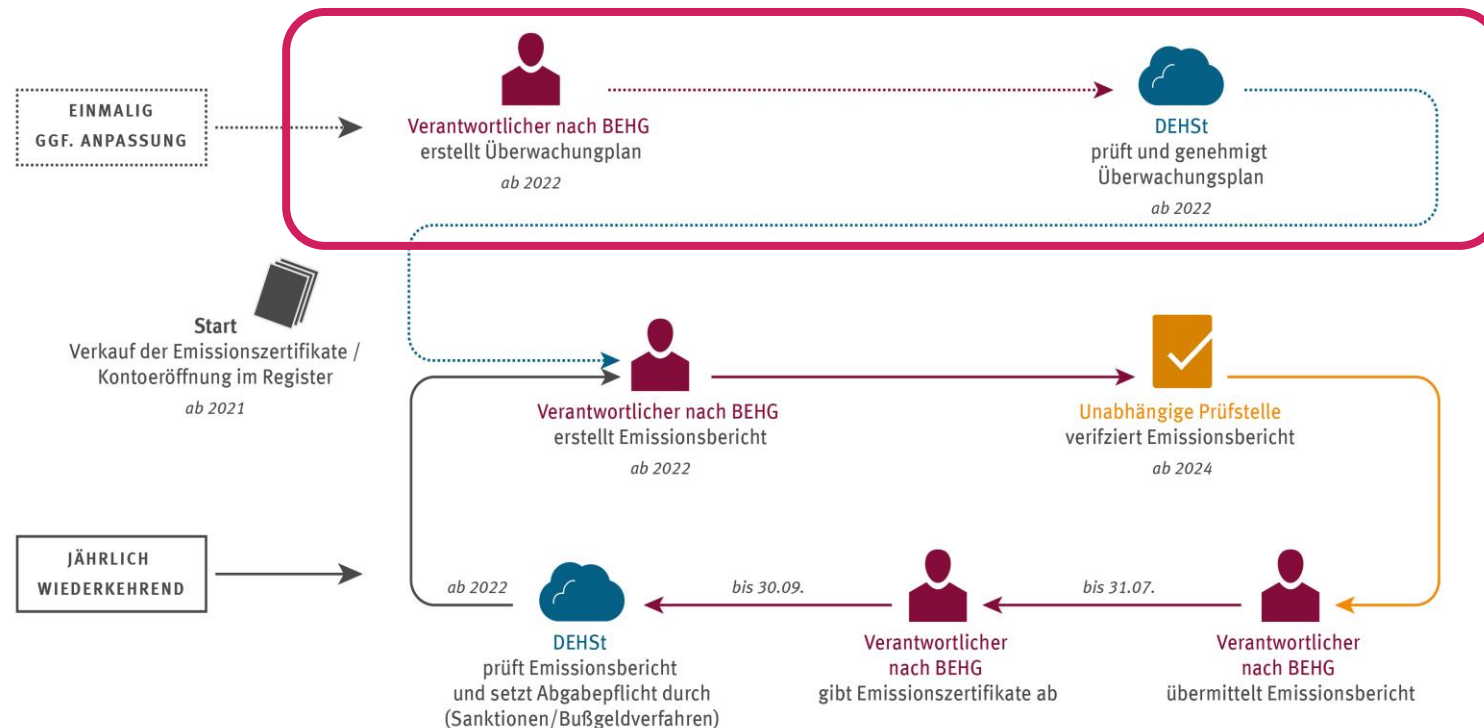 EINMALIG
GGF. ANPASSUNG
Verantwortlicher nach BEHG
erstellt Überwachungplan
ab 2022
DEHSt
prüft und genehmigt
Überwachungsplan
ab 2022
Start
Verkauf der Emissionszertifikate /
Kontoeröffnung im Register
ab 2021
Verantwortlicher nach BEHG
erstellt Emissionsbericht
ab 2022
Unabhängige Prüfstelle
verifziert Emissionsbericht
ab 2024
JÄHRLICH
WIEDERKEHREND
ab 2022
DEHSt
prüft Emissionsbericht
und setzt Abgabepflicht durch
(Sanktionen/Bußgeldverfahren)
bis 30.09.
Verantwortlicher
nach BEHG
gibt Emissionszertifikate ab
bis 31.07.
Verantwortlicher
nach BEHG
übermittelt Emissionsbericht